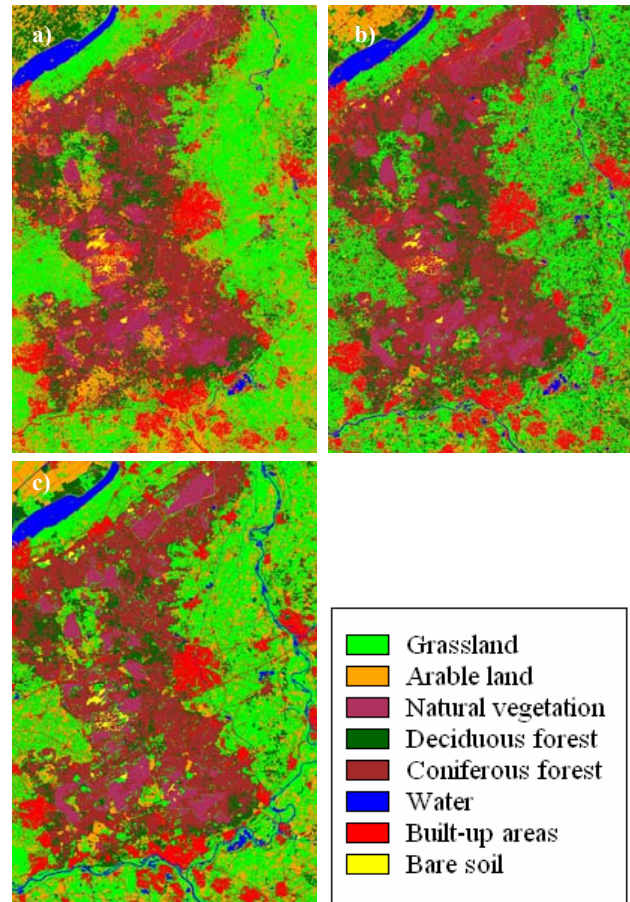 a)
b)
c)
Grassland
Arable land
Natural vegetation
Deciduous forest
Coniferous forest
Water
Built-up areas
Bare soil